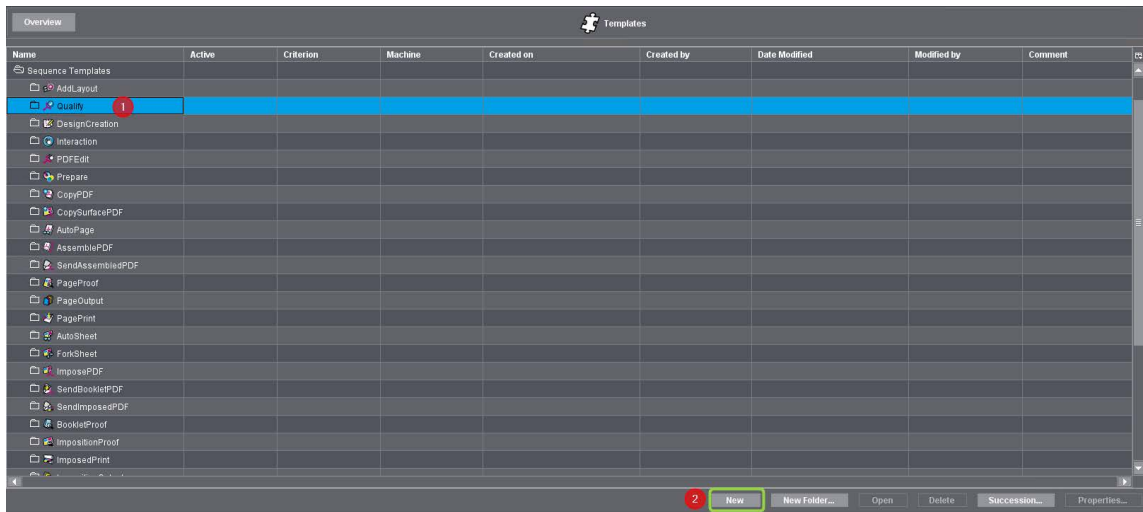 Overview
Templates
Name Active Criterion Machine Created on Created by Date Modified Modified by Comment
Sequence Templates
AddLayout
Qualify 1
DesignCreation
Interaction
PDFEdit
Prepare
CopyPDF
CopySurfacePDF
AutoPage
AssemblePDF
SendAssembledPDF
PageProof
PageOutput
PagePrint
AutoSheet
ForkSheet
ImposePDF
SendBookletPDF
SendImposedPDF
BookletProof
ImpositionProof
ImposedPrint
2 New New Folder... Open Delete Succession... Properties...